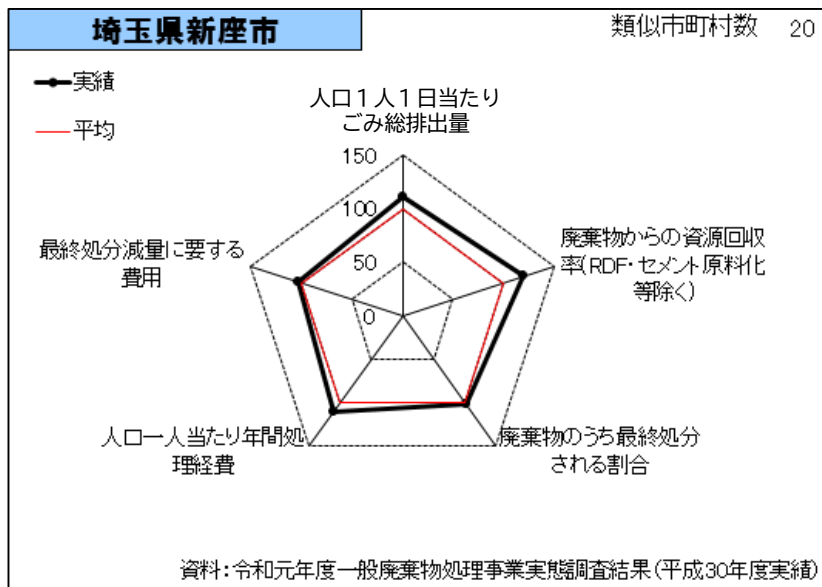 埼玉県新座市
類似市町村数 20
実績
平均
人口１人１日当たり
ごみ総排出量
150
100
50
0
廃棄物からの資源回収
率(RDF・セメント原料化
等除く)
廃棄物のうち最終処分
される割合
人口一人当たり年間処
理経費
最終処分減量に要する
費用
資料:令和元年度一般廃棄物処理事業実態調査結果(平成30年度実績)